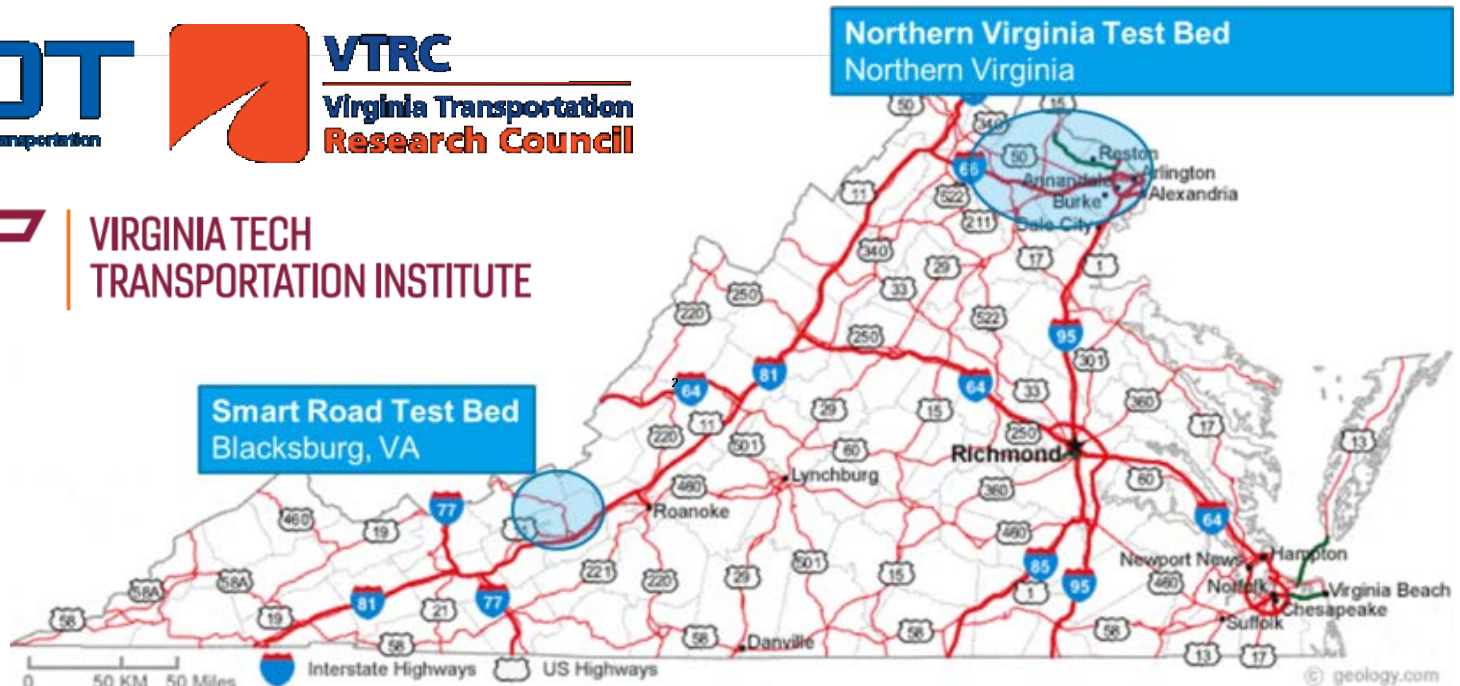 OT
ansportation
VTRC
Virginia Transportation
Research Council
VIRGINIA TECH
TRANSPORTATION INSTITUTE
Northern Virginia Test Bed
Northern Virginia
Smart Road Test Bed
Blacksburg, VA
50
15
340
50
Reston
66
Arlington
Annandale
11
522
Burke
Alexandria
211
Dale City
340
29
17
1
250
33
220
522
250
95
301
81
2
64
64
33
29
15
360
11
220
501
250
17
60
13
Richmond
Lynchburg
460
60
360
Roanoke
77
460
19
64
460
Newport News
Hampton
221
220
29
501
15
85
58A
58A
1
95
460
Norfolk
Virginia Beach
81
77
21
Chesapeake
58
19
Suffolk
58
58
Danville
58
58
13
17
0
50 KM
50 Miles
Interstate Highways
US Highways
© geology.com